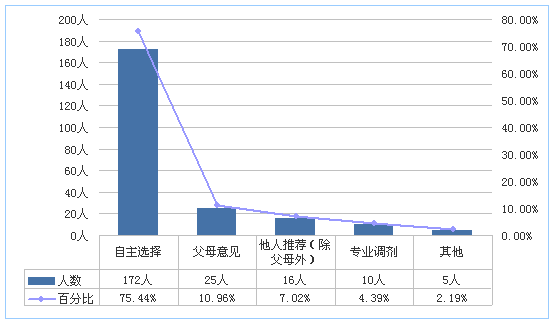 200人 80.00%
180人 70.00%
160人 60.00%
140人
120人 50.00%
100人 40.00%
80人 30.00%
60人
40人 20.00%
20人 10.00%
0人 0.00%
自主选择 父母意见 他人推荐（除父母外） 专业调剂 其他
人数 172人 25人 16人 10人 5人
百分比 75.44% 10.96% 7.02% 4.39% 2.19%